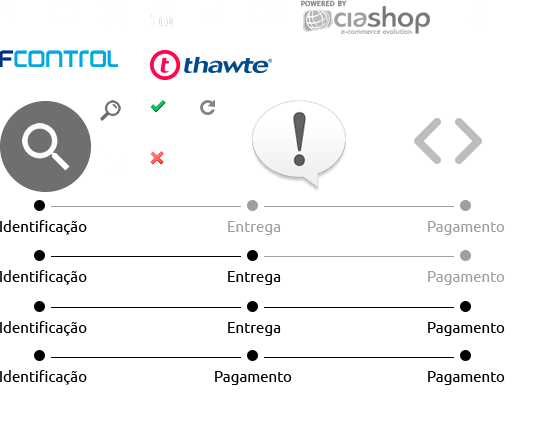 POWERED BY
ciashop
e-commerce evolution
FCONTROL
thawte
Identificação Entrega Pagamento
Identificação Entrega Pagamento
Identificação Entrega Pagamento
Identificação Pagamento Pagamento